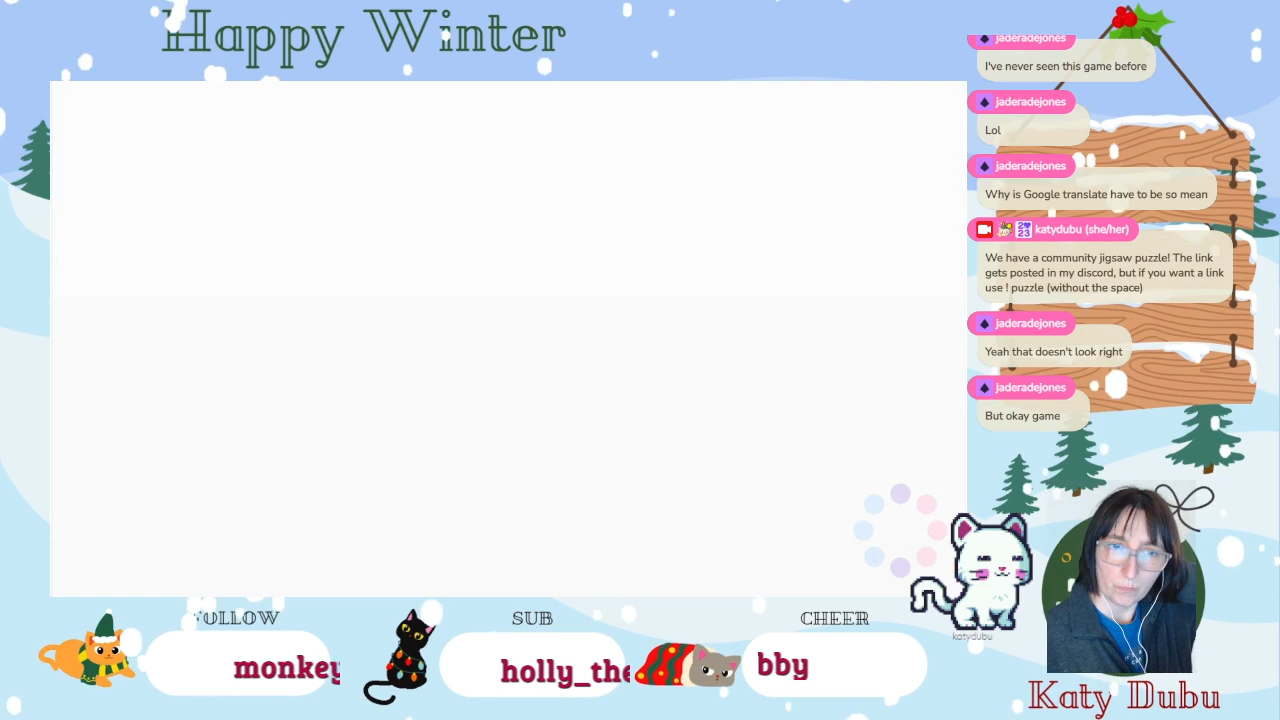 Happy Winter
jaderadejones
I've never seen this game before
jaderadejones
Lol
jaderadejones
Why is Google translate have to be so mean
katydubu (she/her)
We have a community jigsaw puzzle! The link
gets posted in my discord, but if you want a link
use ! puzzle (without the space)
jaderadejones
Yeah that doesn't look right
jaderadejones
But okay game
katydubu
FOLLOW
SUB
CHEER
monkey
holly_the
bby
Katy Dubu